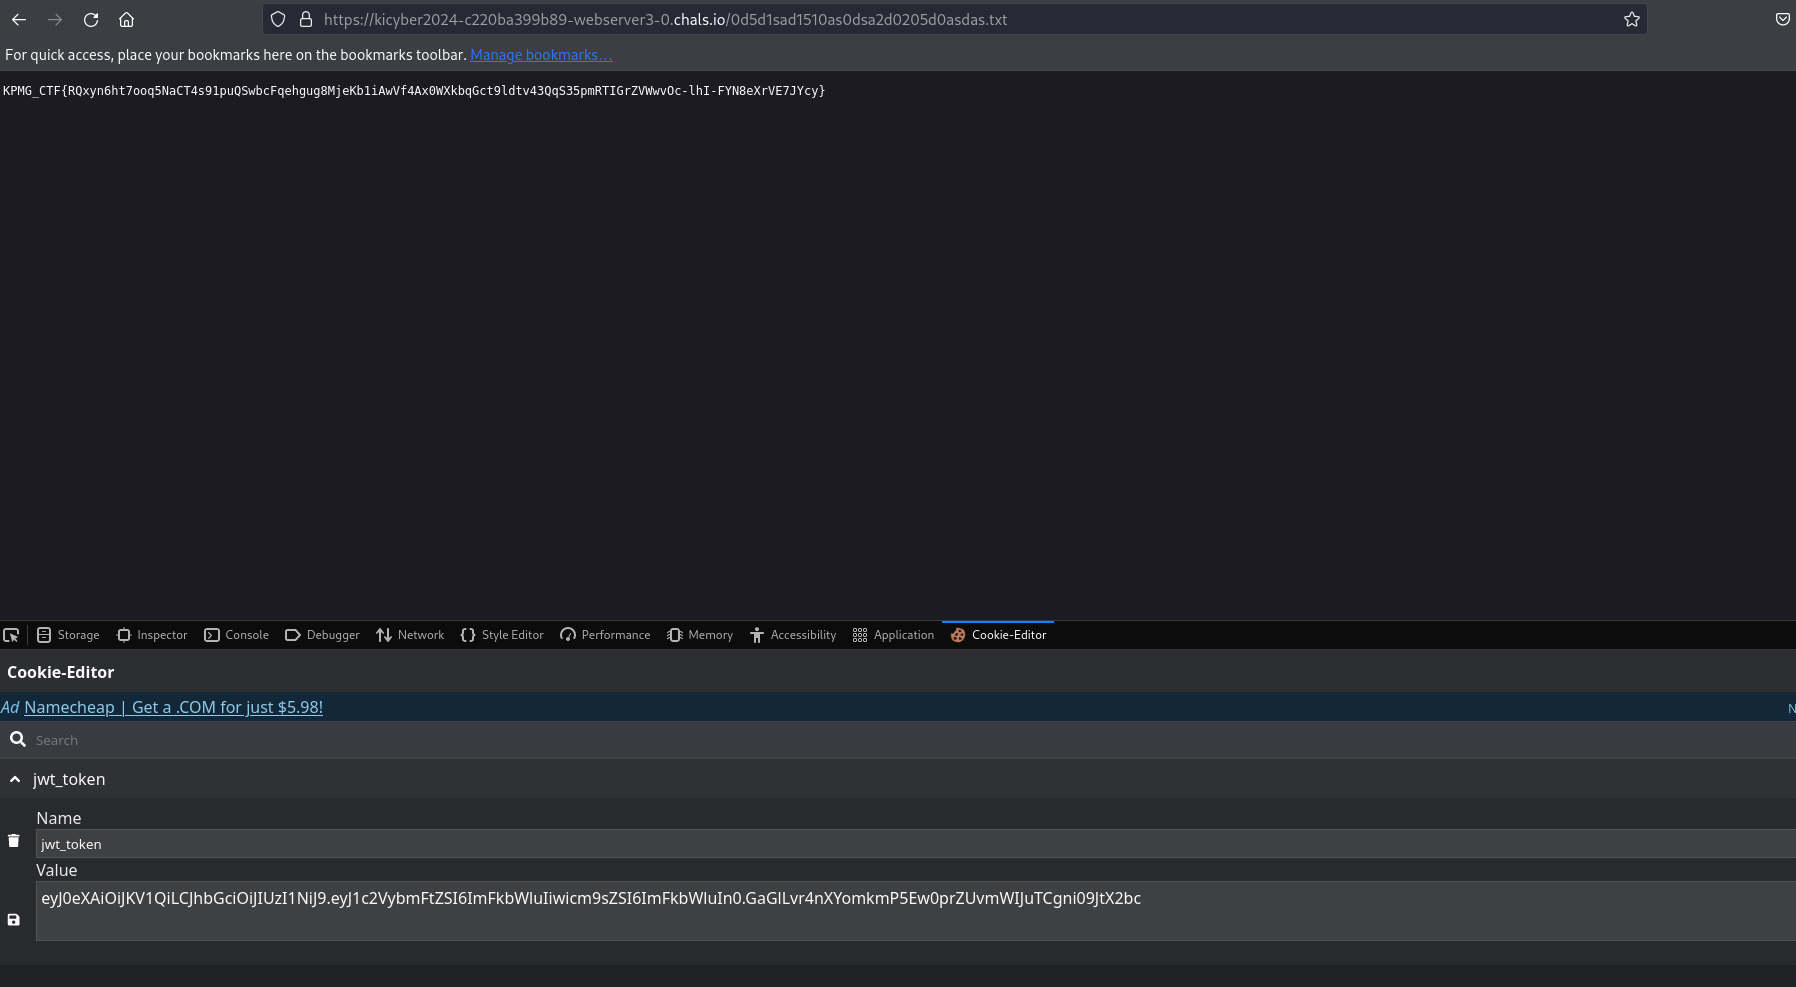 https://kicyber2024-c220ba399b89-webserver3-0.chals.io/0d5d1sad1510as0dsa2d0205d0asdas.txt
For quick access, place your bookmarks here on the bookmarks toolbar. Manage bookmarks...
KPMG_CTF{RQxyn6ht7ooq5NaCT4s91puQSwbcFqehgug8MjeKb1iAwVf4Ax0WXkbqGct9ldtv43QqS35pmRTIGrZVWwvOc-lhI-FYN8eXrVE7JYcy}
Storage Inspector Console Debugger Network Style Editor Performance Memory Accessibility Application Cookie-Editor
Cookie-Editor
Ad Namecheap | Get a .COM for just $5.98!
N
Search
jwt_token
Name
jwt_token
Value
eyJ0eXAiOiJKV1QiLCJhbGciOiJIUzI1NiJ9.eyJ1c2VybmFtZSI6ImFkbWluIiwicm9sZSI6ImFkbWluIn0.GaGlLvr4nXYomkmP5Ew0prZUvmWIJuTCgni09JtX2bc